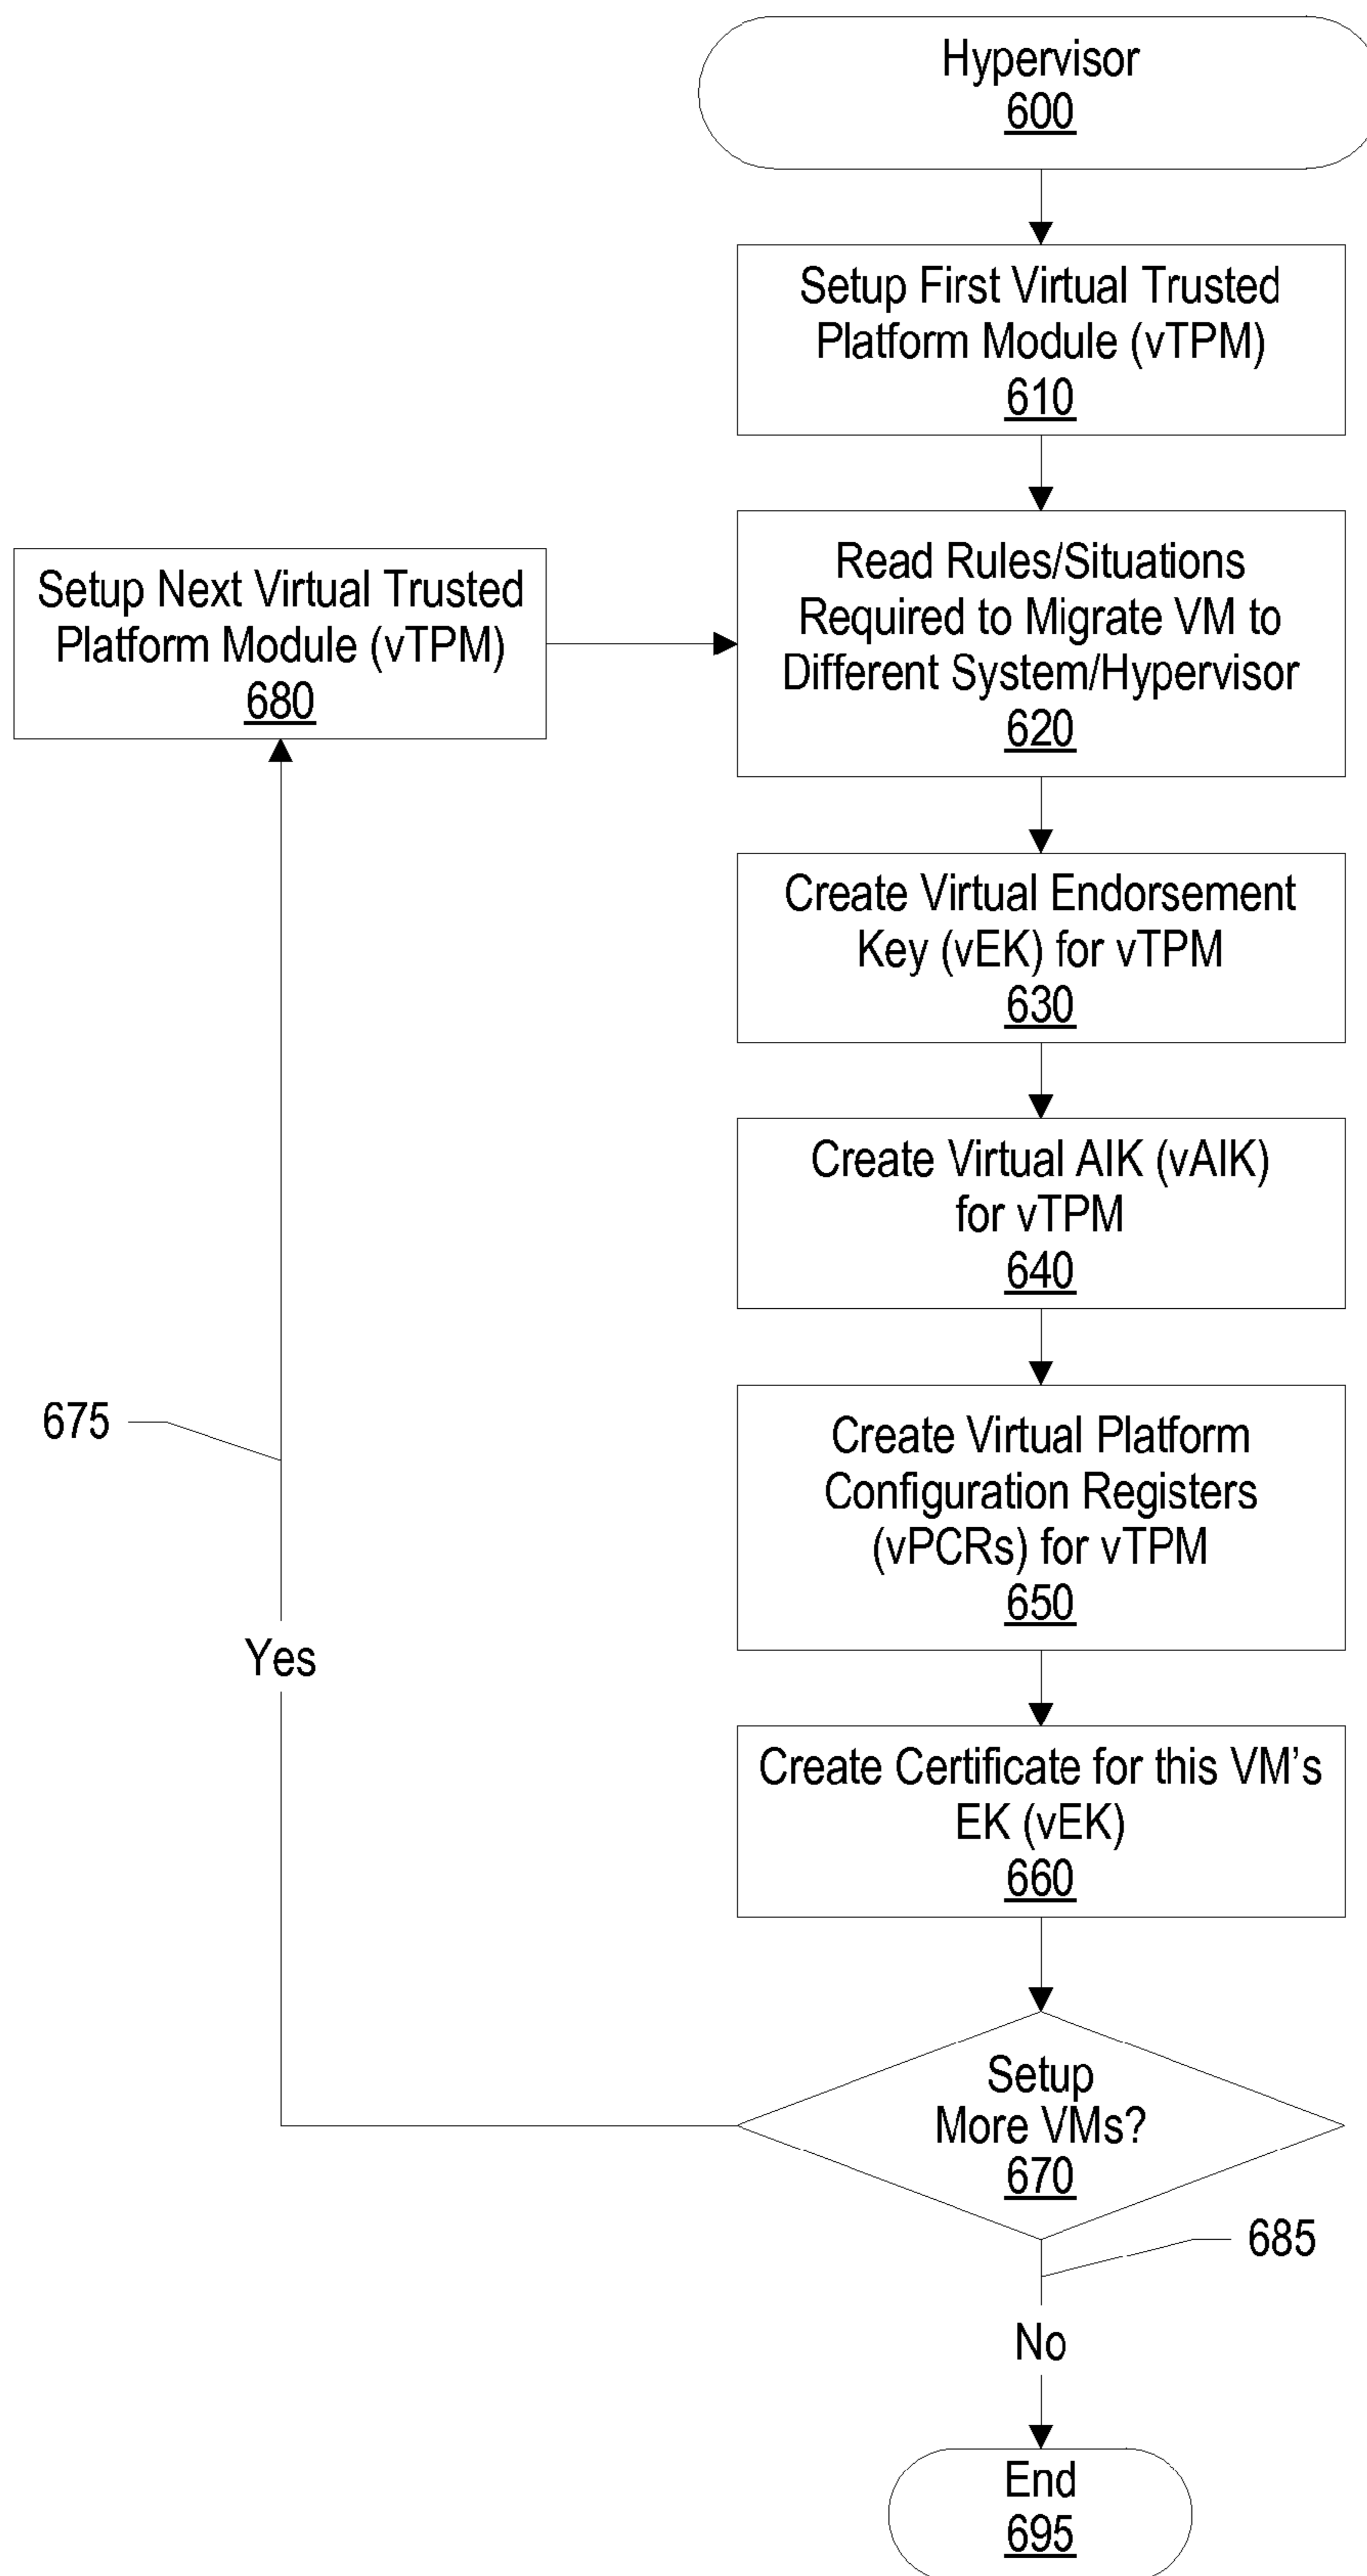 Hypervisor
600
Setup First Virtual Trusted
Platform Module (vTPM)
610
Setup Next Virtual Trusted
Platform Module (vTPM)
680
Read Rules/Situations
Required to Migrate VM to
Different System/Hypervisor
620
Create Virtual Endorsement
Key (vEK) for vTPM
630
Create Virtual AIK (vAIK)
for vTPM
640
675
Create Virtual Platform
Configuration Registers
(vPCRs) for vTPM
650
Yes
Create Certificate for this VM's
EK (vEK)
660
Setup
More VMs?
670
685
No
End
695